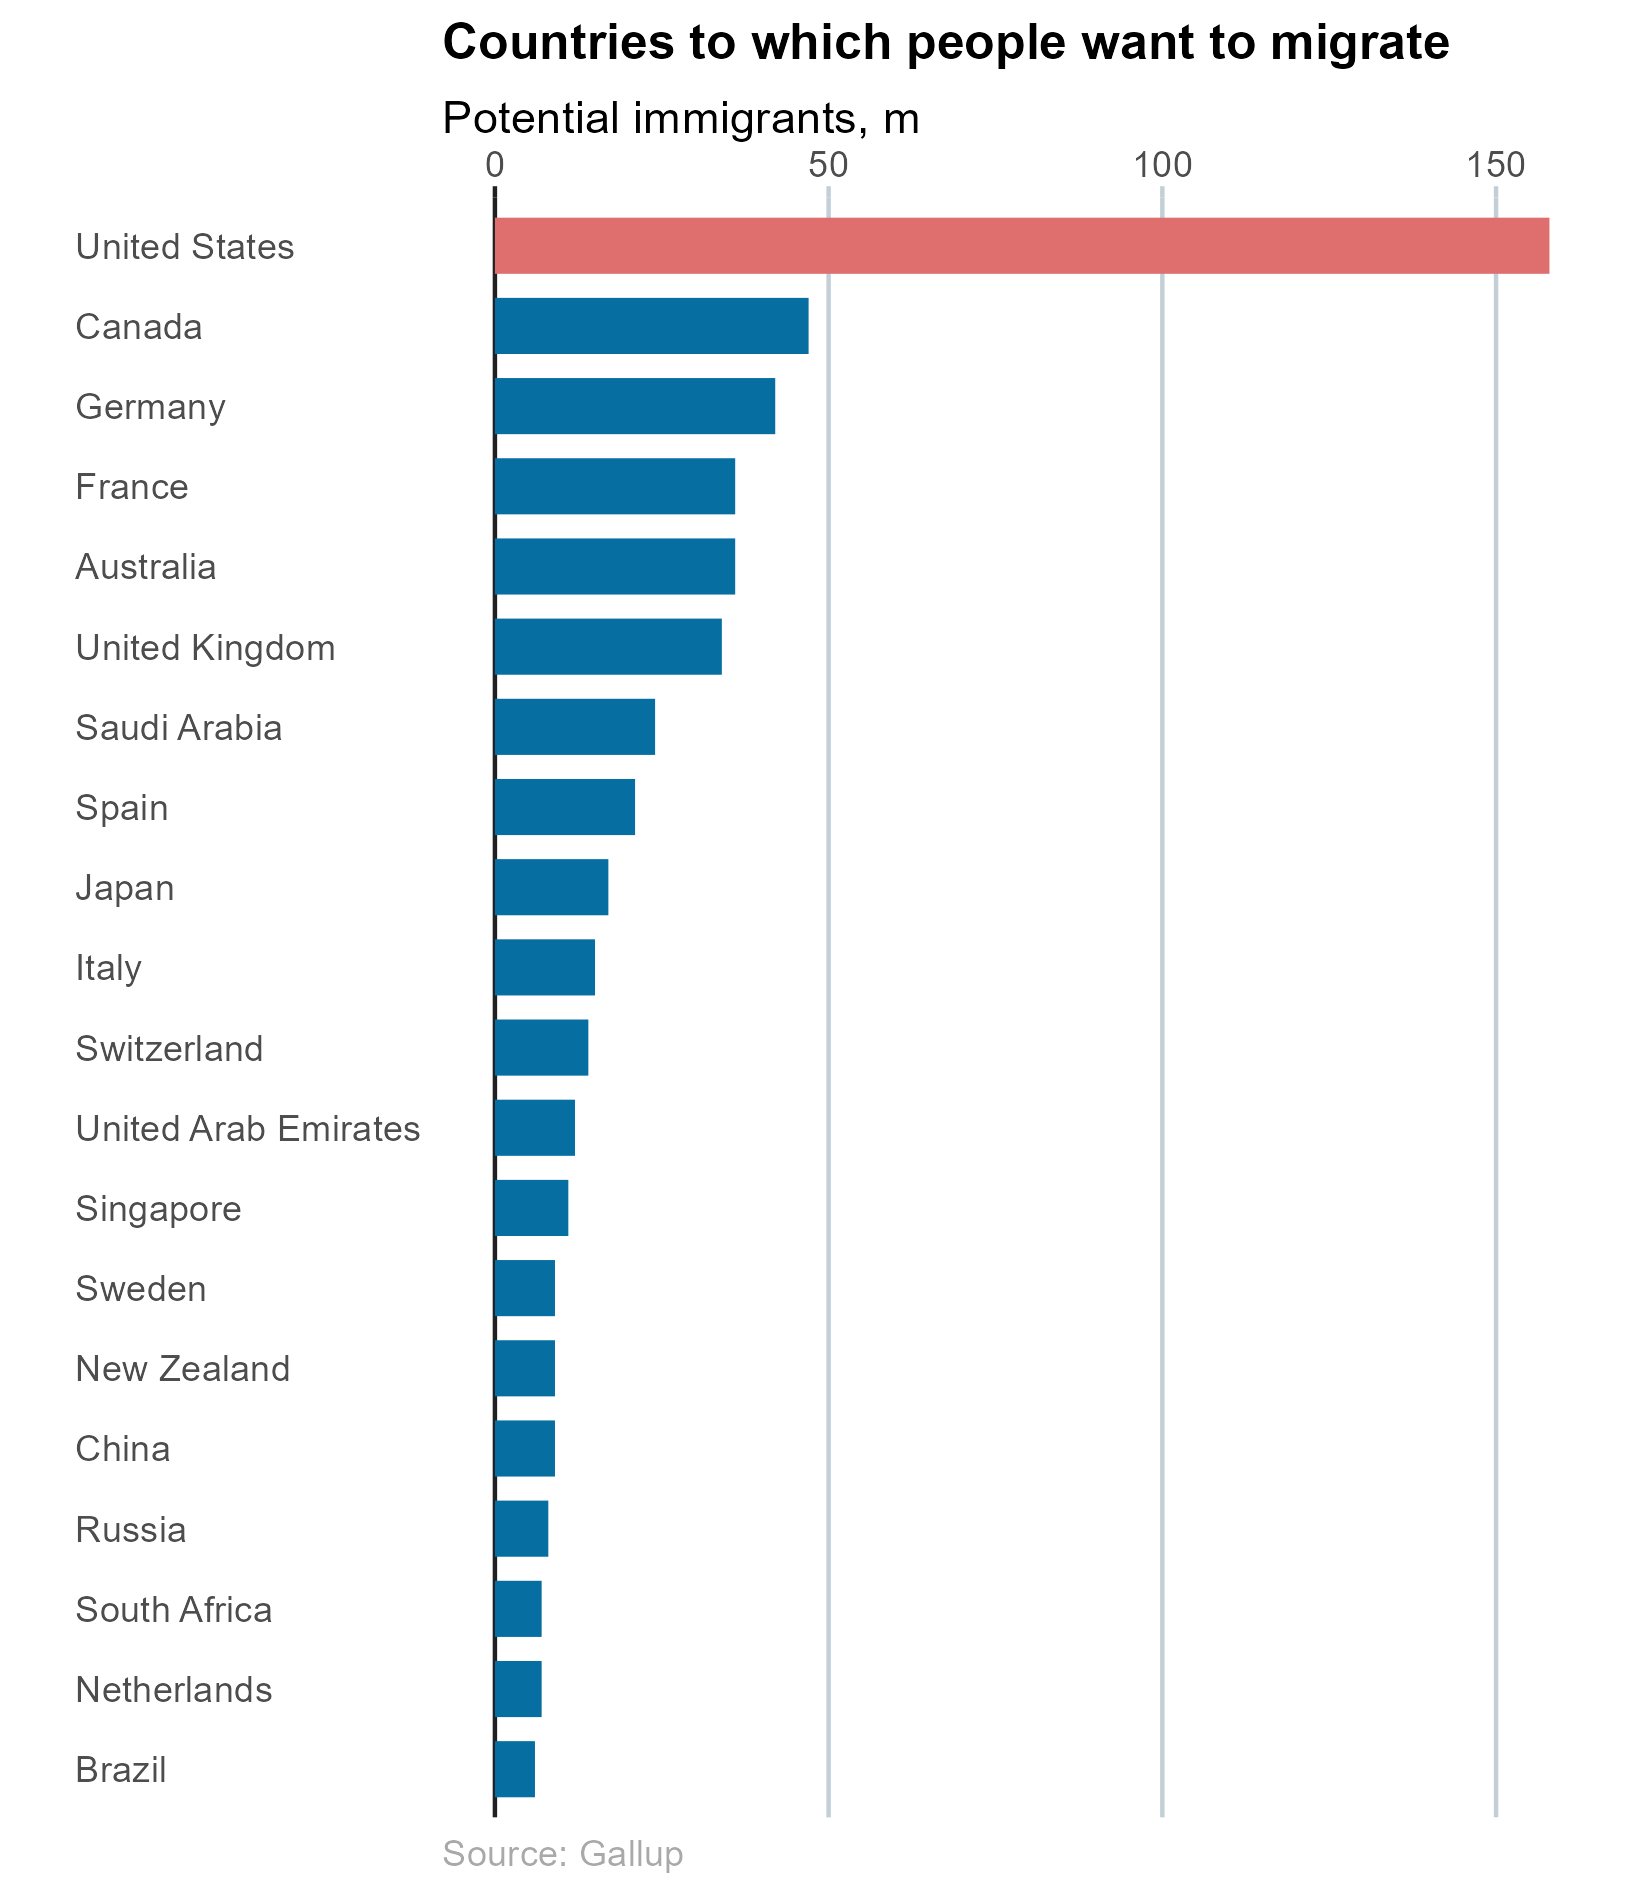 Countries to which people want to migrate
Potential immigrants, m
0 50 100 150
United States
Canada
Germany
France
Australia
United Kingdom
Saudi Arabia
Spain
Japan
Italy
Switzerland
United Arab Emirates
Singapore
Sweden
New Zealand
China
Russia
South Africa
Netherlands
Brazil
Source: Gallup